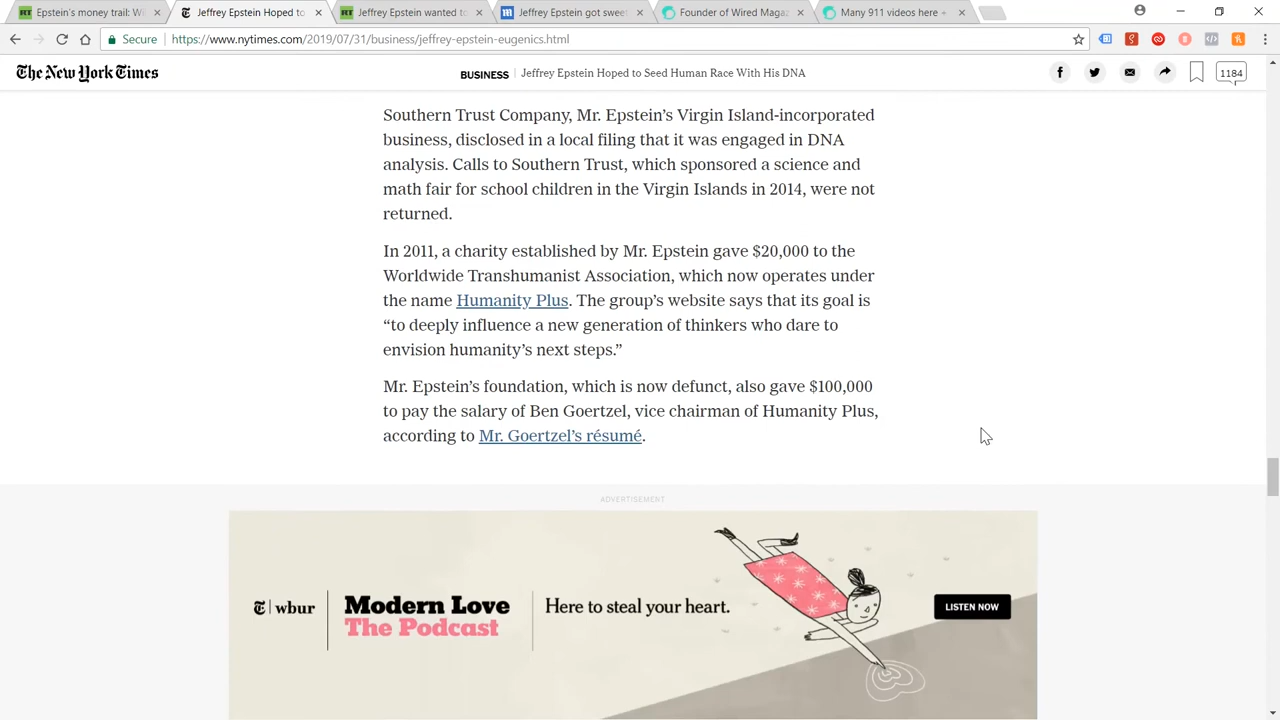 Epstein's money trail: Wi
Jeffrey Epstein Hoped to
Jeffrey Epstein wanted to
Jeffrey Epstein got sweet
Founder of Wired Magaz
Many 911 videos here +
Secure
https://www.nytimes.com/2019/07/31/business/jeffrey-epstein-eugenics.html
The New York Times
BUSINESS | Jeffrey Epstein Hoped to Seed Human Race With His DNA
1184
Southern Trust Company, Mr. Epstein’s Virgin Island-incorporated
business, disclosed in a local filing that it was engaged in DNA
analysis. Calls to Southern Trust, which sponsored a science and
math fair for school children in the Virgin Islands in 2014, were not
returned.
In 2011, a charity established by Mr. Epstein gave $20,000 to the
Worldwide Transhumanist Association, which now operates under
the name Humanity Plus. The group’s website says that its goal is
“to deeply influence a new generation of thinkers who dare to
envision humanity’s next steps.”
Mr. Epstein’s foundation, which is now defunct, also gave $100,000
to pay the salary of Ben Goertzel, vice chairman of Humanity Plus,
according to Mr. Goertzel’s résumé.
ADVERTISEMENT
T | wbur
Modern Love
The Podcast
Here to steal your heart.
LISTEN NOW